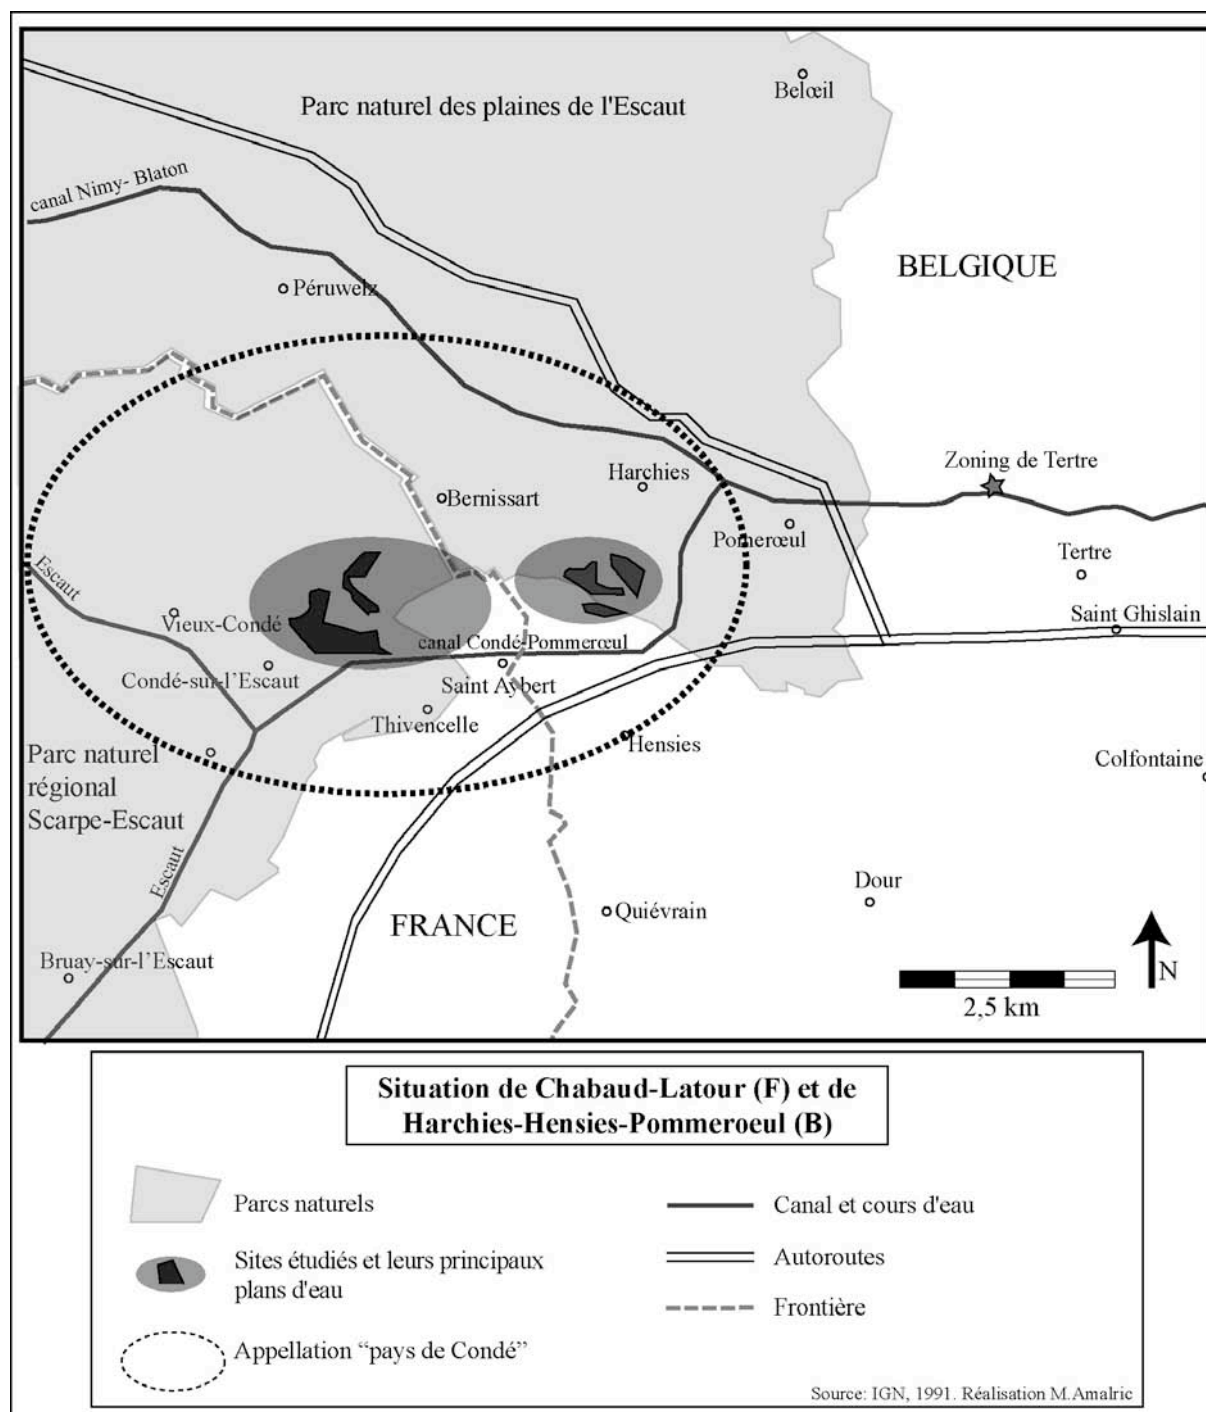 Parc naturel des plaines de l'Escaut
Belœil
canal Nimy- Blaton
BELGIQUE
Péruwelz
Harchies
Zoning de Tertre
Bernissart
Pomerœul
Tertre
Escaut
Vieux-Condé
Saint Ghislain
canal Condé-Pommerœul
Condé-sur-l'Escaut
Saint Aybert
Thivencelle
Hensies
Parc naturel
régional
Scarpe-Escaut
Colfontaine
Escaut
Dour
FRANCE
Quiévrain
Bruay-sur-l'Escaut
N
2,5 km
Situation de Chabaud-Latour (F) et de
Harchies-Hensies-Pommeroeul (B)
Parcs naturels
Canal et cours d'eau
Sites étudiés et leurs principaux
plans d'eau
Autoroutes
Frontière
Appellation “pays de Condé”
Source: IGN, 1991. Réalisation M.Amalric